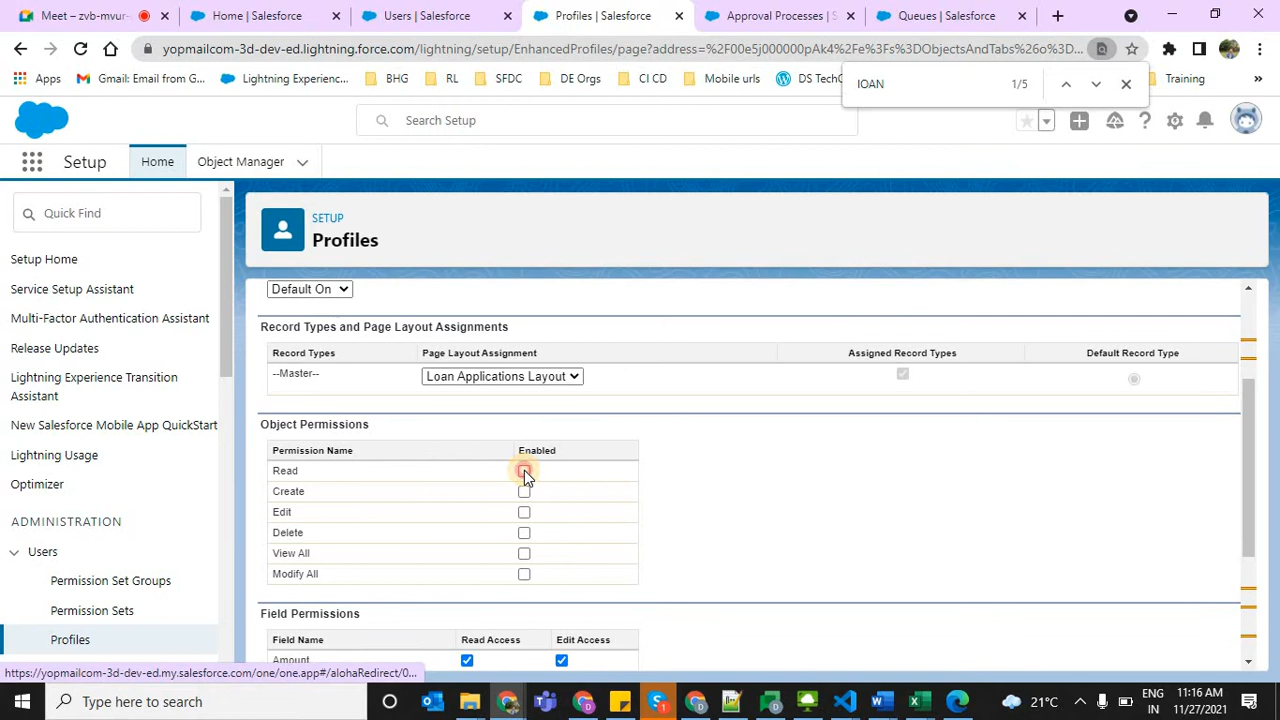 Meet – zvb-mvur-
Home | Salesforce
Users | Salesforce
Profiles | Salesforce
Approval Processes | S
Queues | Salesforce
yopmailcom-3d-dev-ed.lightning.force.com/lightning/setup/EnhancedProfiles/page?address=%2F00e5j000000pAk4%2Fe%3Fs%3DObjectsAndTabs%26o%3D...
Apps
Gmail: Email from G...
Lightning Experienc...
BHG
RL
SFDC
DE Orgs
CI CD
Mobile urls
DS TechG
Training
»
lOAN
1/5
Search Setup
Setup
Home
Object Manager
Quick Find
Setup Home
Service Setup Assistant
Multi-Factor Authentication Assistant
Release Updates
Lightning Experience Transition
Assistant
New Salesforce Mobile App QuickStart
Lightning Usage
Optimizer
ADMINISTRATION
Users
Permission Set Groups
Permission Sets
Profiles
SETUP
Profiles
Default On
Record Types and Page Layout Assignments
Record Types
Page Layout Assignment
Assigned Record Types
Default Record Type
--Master--
Loan Applications Layout
Object Permissions
Permission Name
Enabled
Read
Create
Edit
Delete
View All
Modify All
Field Permissions
Field Name
Read Access
Edit Access
Amount
https://yopmailcom-3d-dev-ed.my.salesforce.com/one/one.app#/alohaRedirect/0...
Type here to search
1
21°C
ENG
IN
11:16 AM
11/27/2021